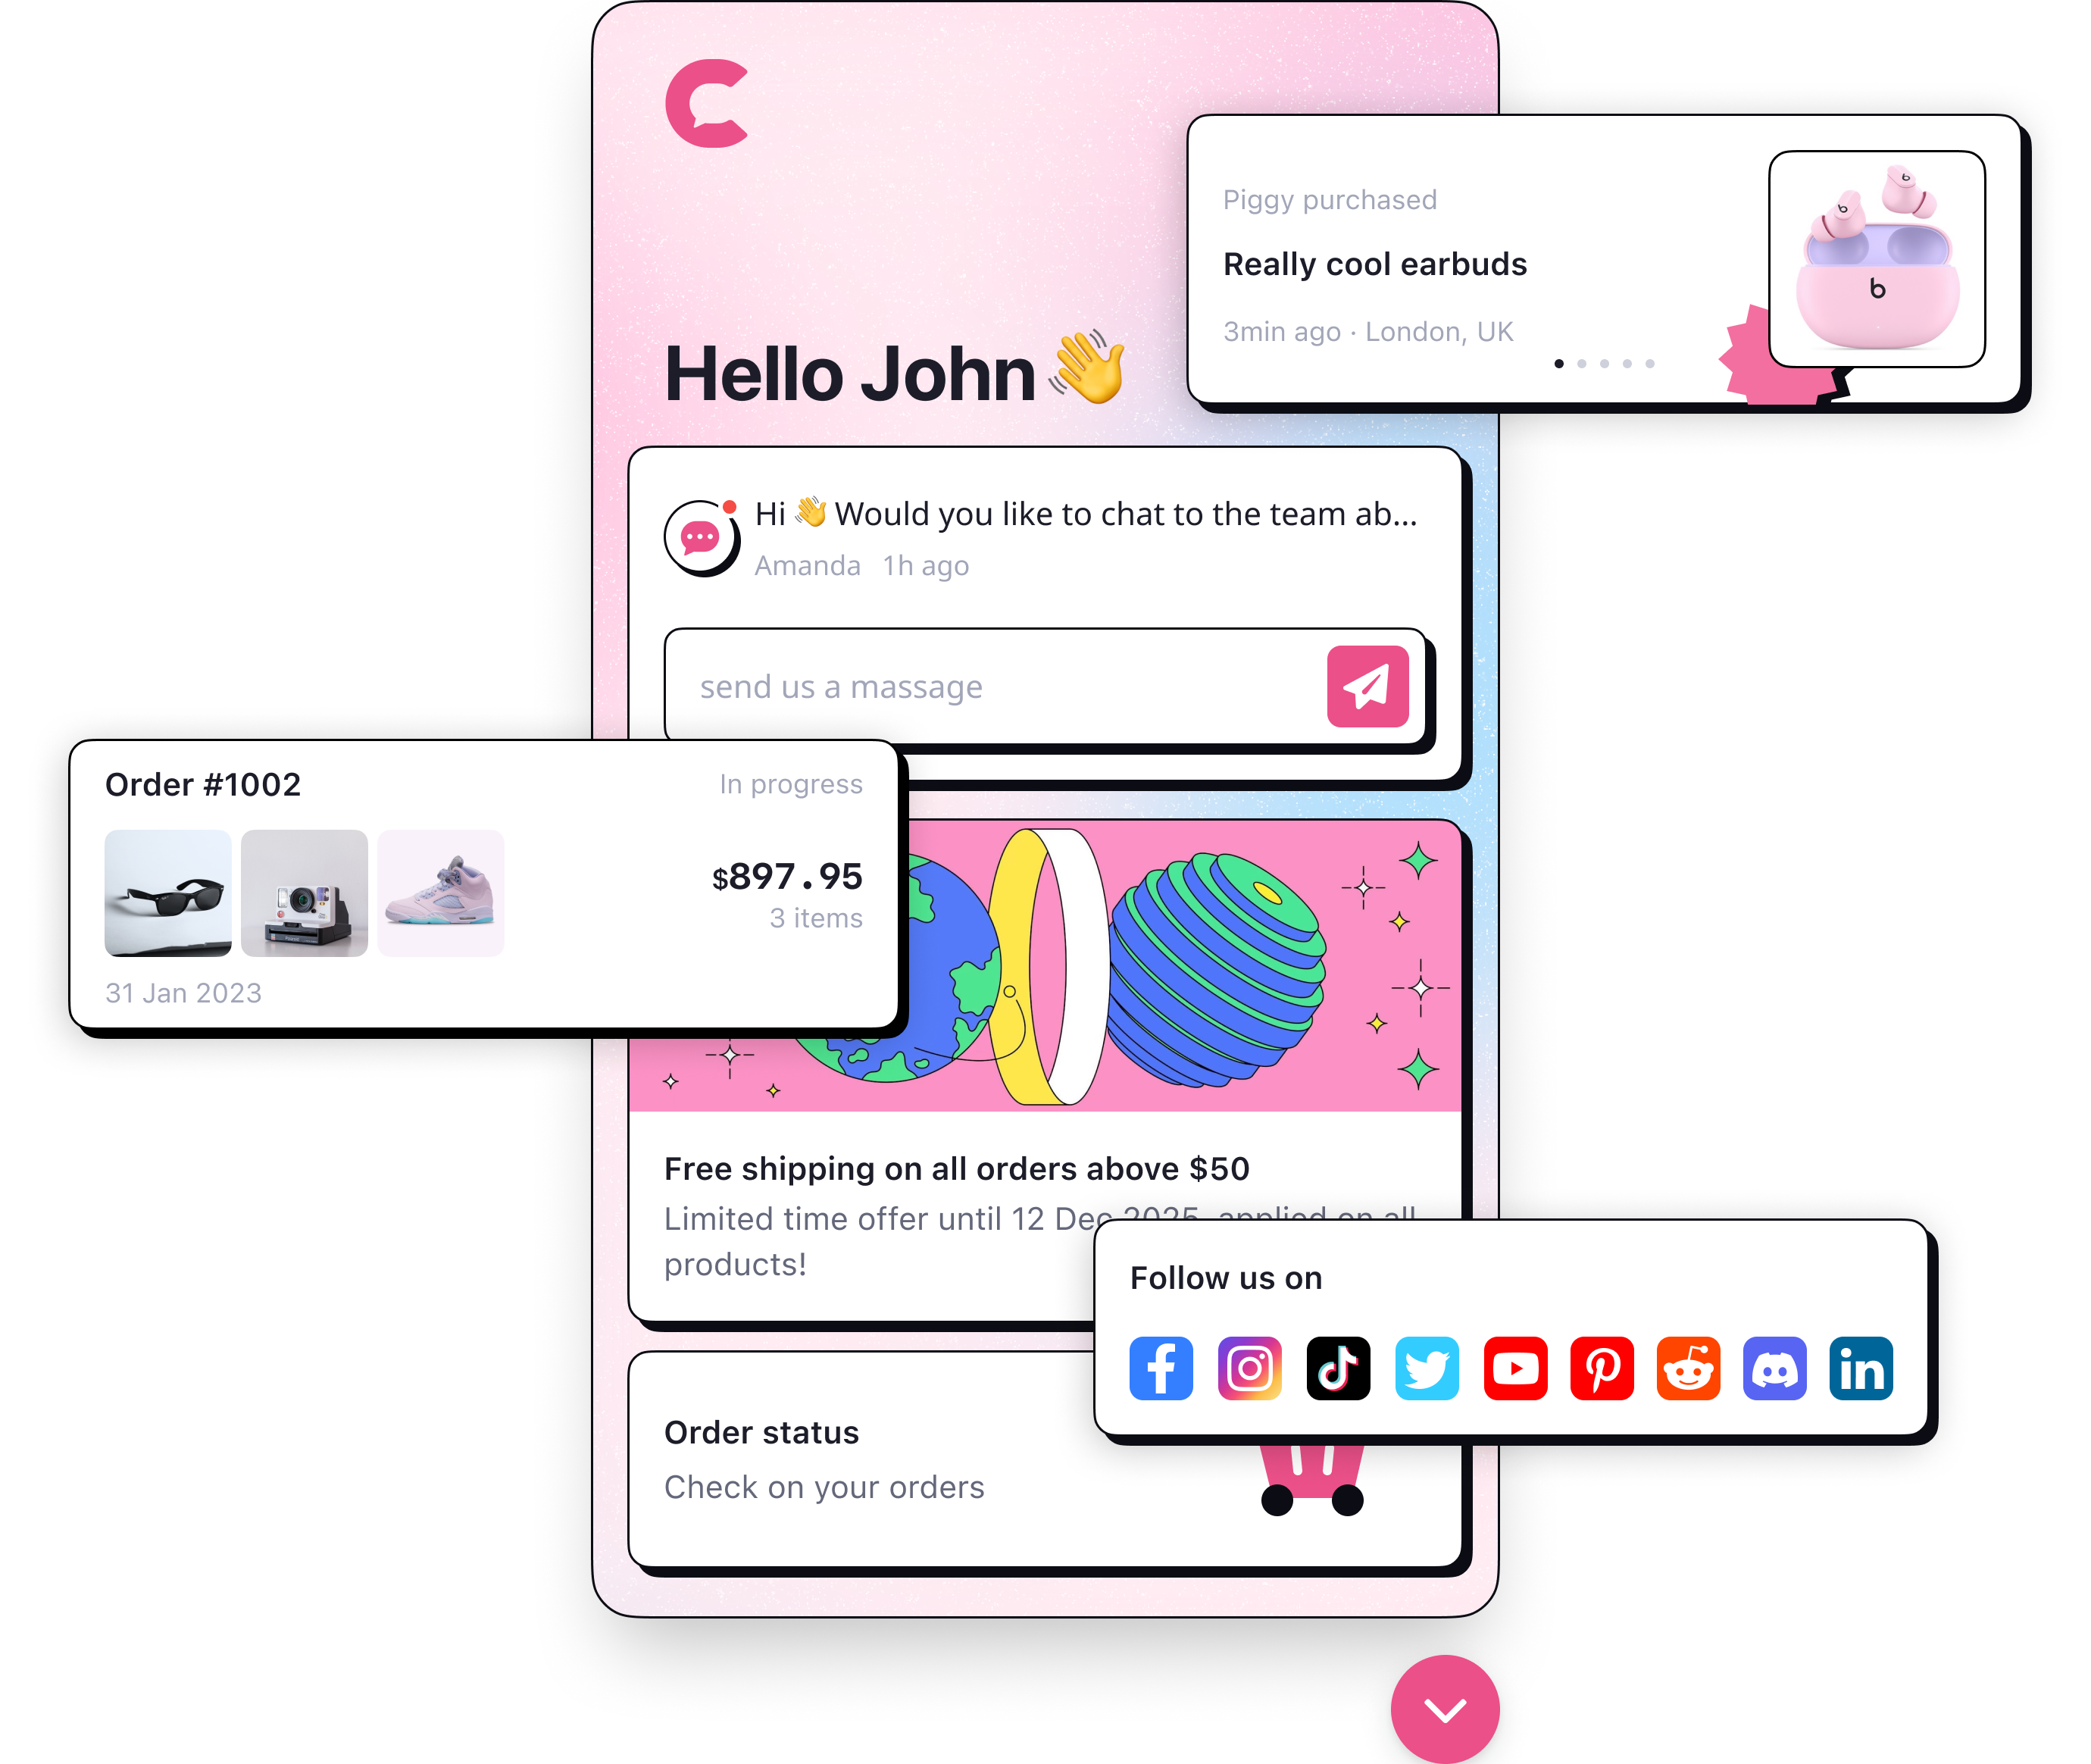 Piggy purchased
Really cool earbuds
3min ago · London, UK
Hello John 👋
Hi 👋 Would you like to chat to the team ab...
Amanda 1h ago
send us a massage
Order #1002
In progress
$897.95
3 items
31 Jan 2023
Free shipping on all orders above $50
Limited time offer until 12 Dec 2025, applied on all
products!
Follow us on
Order status
Check on your orders